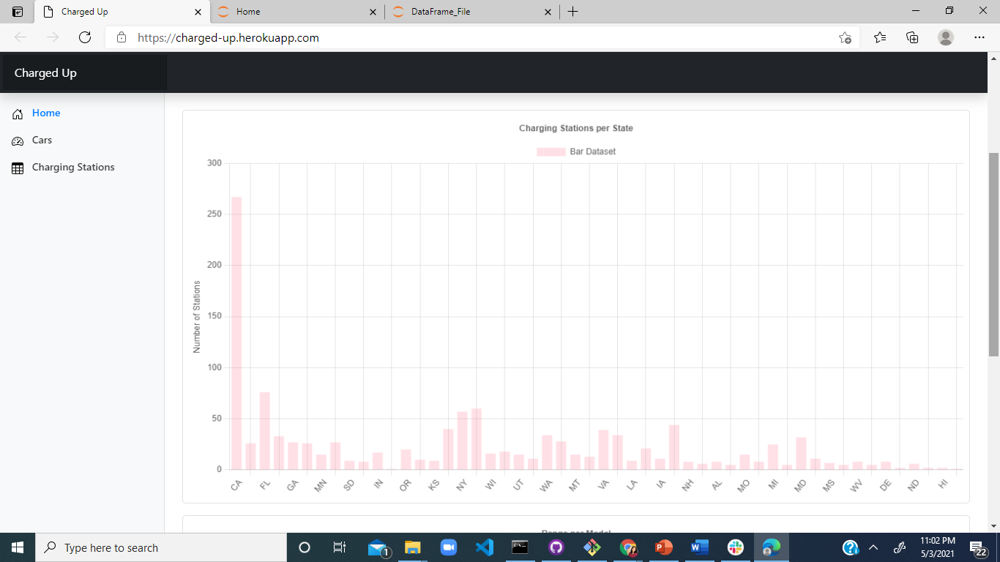 Charged Up
Home
DataFrame_File
https://charged-up.herokuapp.com
Charged Up
Home
Cars
Charging Stations
Charging Stations per State
Bar Dataset
300
250
200
150
100
50
0
Number of Stations
CA FL GA MN SD IN OR KS NY WI UT WA MT VA LA IA NH AL MO MI MD MS WV DE ND HI
Range per Model
Type here to search
1
11:02 PM
5/3/2021
22